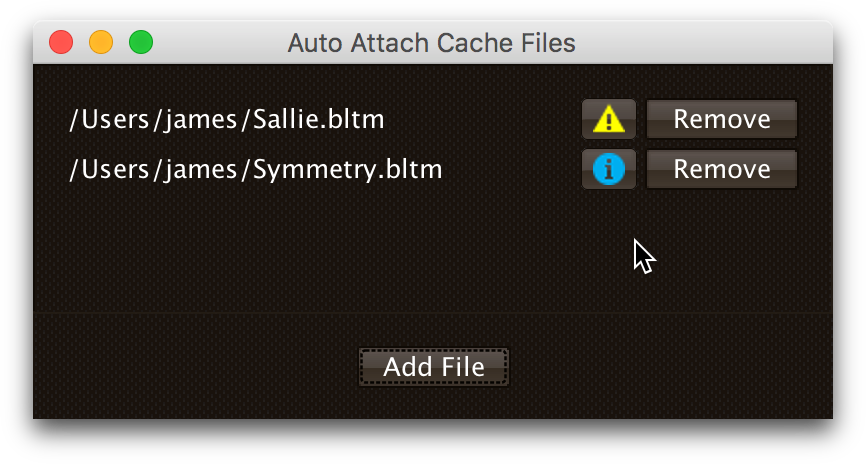 Auto Attach Cache Files
/Users/james/Sallie.bltm Remove
/Users/james/Symmetry.bltm Remove
Add File